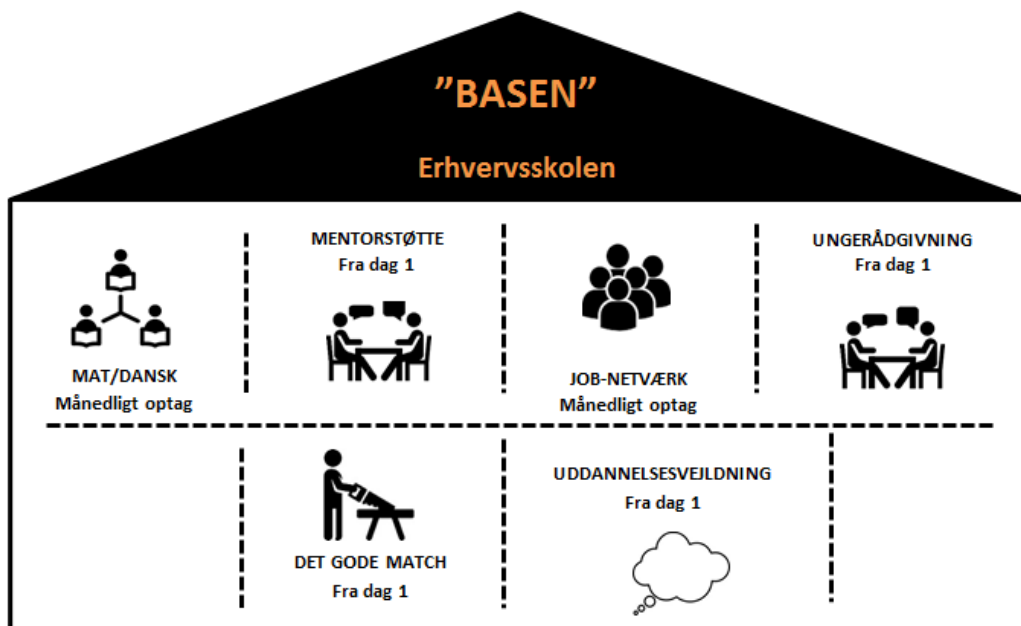 ”BASEN”
Erhvervsskolen
MAT/DANSK
Månedligt optag
MENTORSTØTTE
Fra dag 1
JOB-NETVÆRK
Månedligt optag
UNGERÅDGIVNING
Fra dag 1
DET GODE MATCH
Fra dag 1
UDDANNELSESVEJLDNING
Fra dag 1